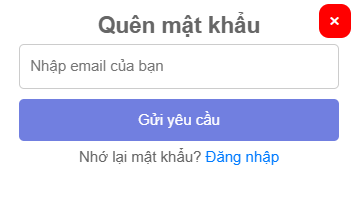 Quên mật khẩu
×
Nhập email của bạn
Gửi yêu cầu
Nhớ lại mật khẩu? Đăng nhập